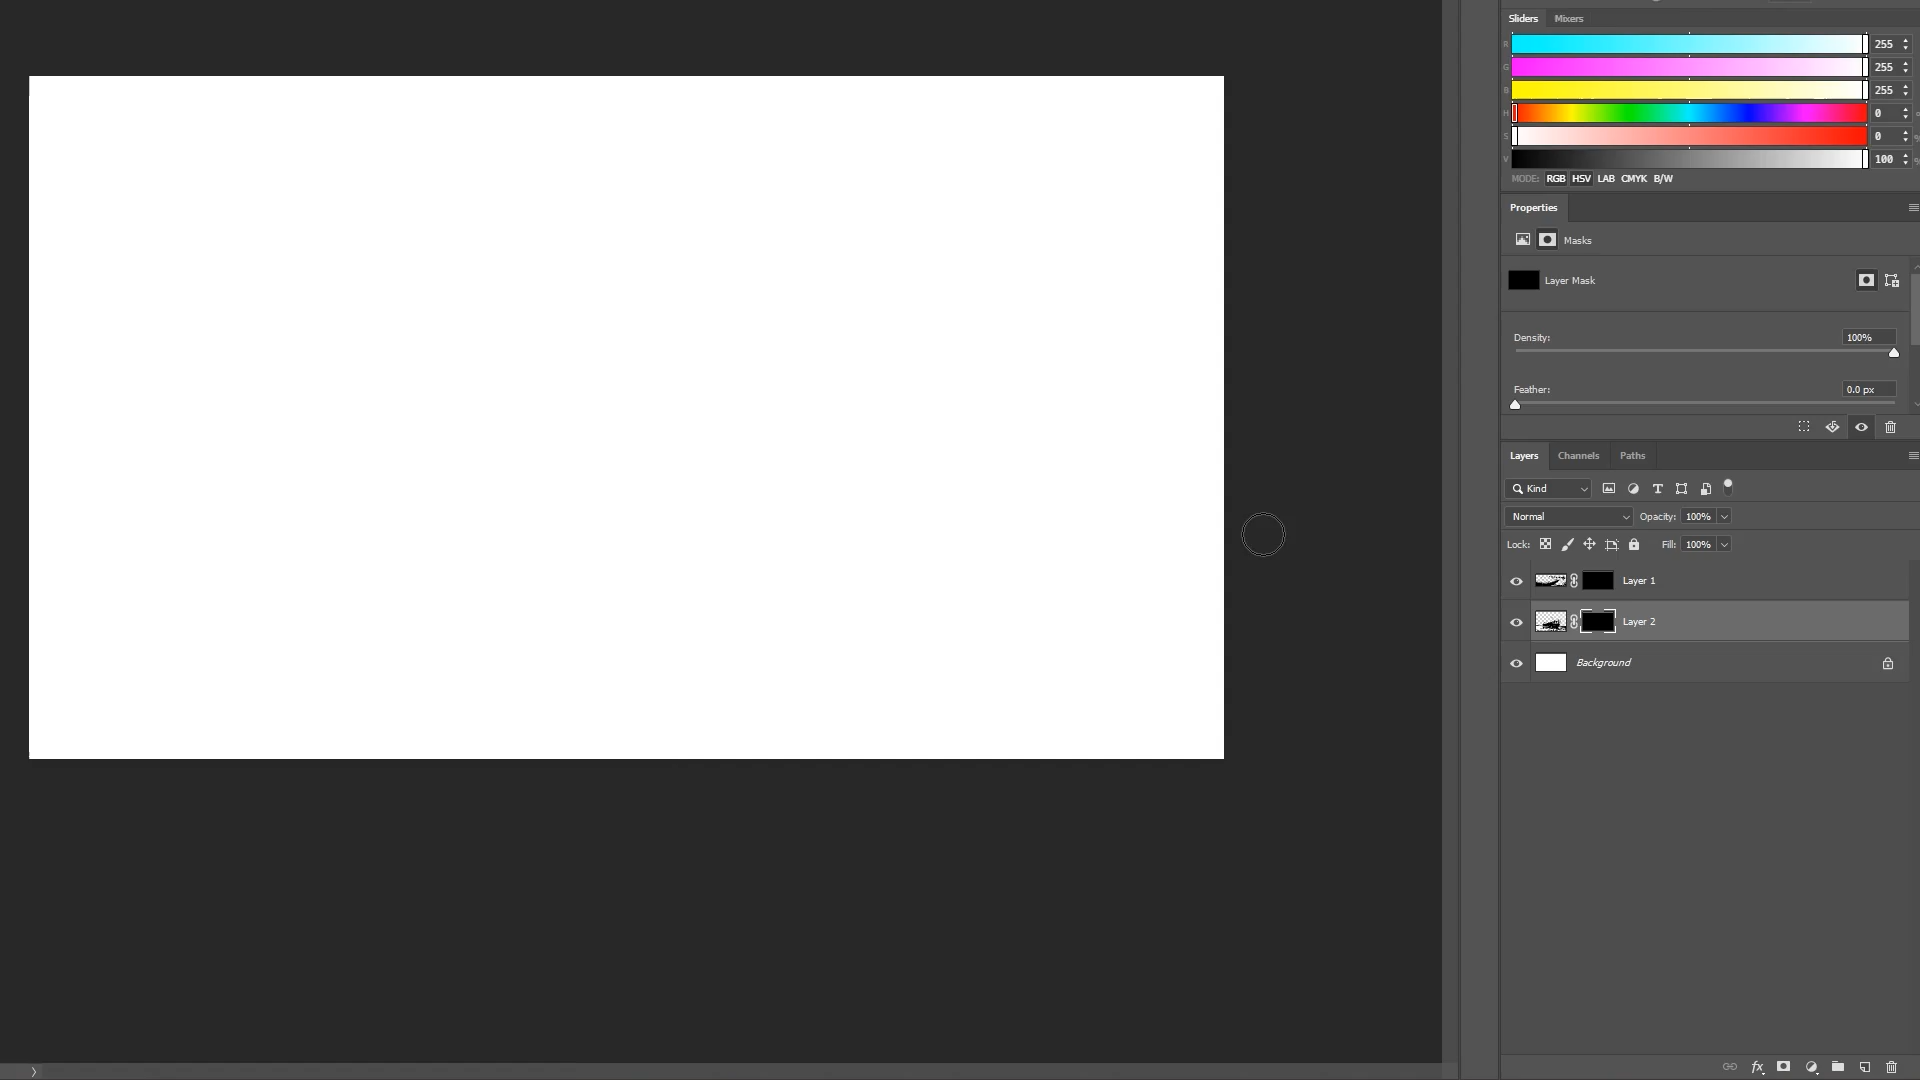 Sliders Mixers
R 255
G 255
B 255
H 0
S 0
V 100
MODE: RGB HSV LAB CMYK B/W
Properties
Masks
Layer Mask
Density: 100%
Feather: 0.0 px
Layers Channels Paths
Kind
Normal Opacity: 100%
Lock: Fill: 100%
Layer 1
Layer 2
Background
fx